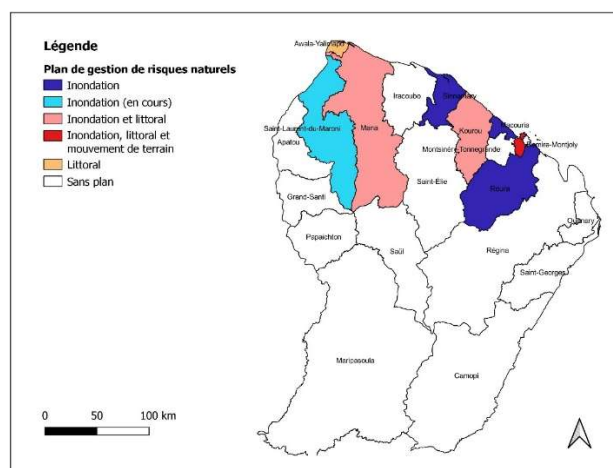 Légende
Plan de gestion de risques naturels
Inondation
Inondation (en cours)
Inondation et littoral
Inondation, littoral et
mouvement de terrain
Littoral
Sans plan
Awala-Yalimapo
Iracoubo
Sinnamary
Saint-Laurent-du-Maroni
Mana
Kourou
Macouria
Apatou
Montsinéry-Tonnegrande
Remire-Montjoly
Saint-Élie
Roura
Grand-Santi
Ouanary
Papaichton
Saül
Régina
Saint-Georges
Maripasoula
Camopi
0 50 100 km